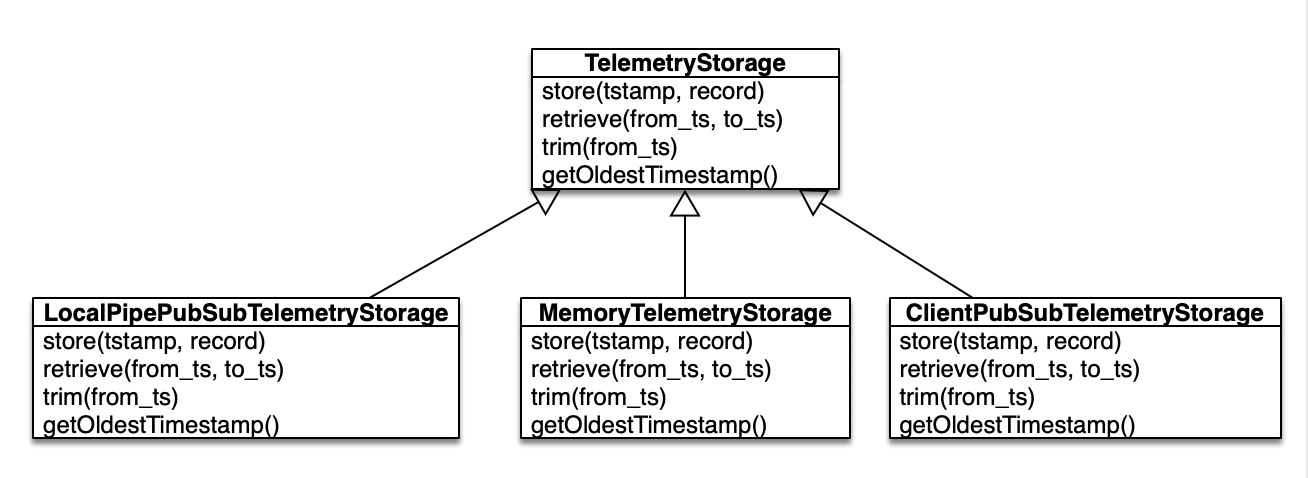 TelemetryStorage
store(tstamp, record)
retrieve(from_ts, to_ts)
trim(from_ts)
getOldestTimestamp()
LocalPipePubSubTelemetryStorage
store(tstamp, record)
retrieve(from_ts, to_ts)
trim(from_ts)
getOldestTimestamp()
MemoryTelemetryStorage
store(tstamp, record)
retrieve(from_ts, to_ts)
trim(from_ts)
getOldestTimestamp()
ClientPubSubTelemetryStorage
store(tstamp, record)
retrieve(from_ts, to_ts)
trim(from_ts)
getOldestTimestamp()